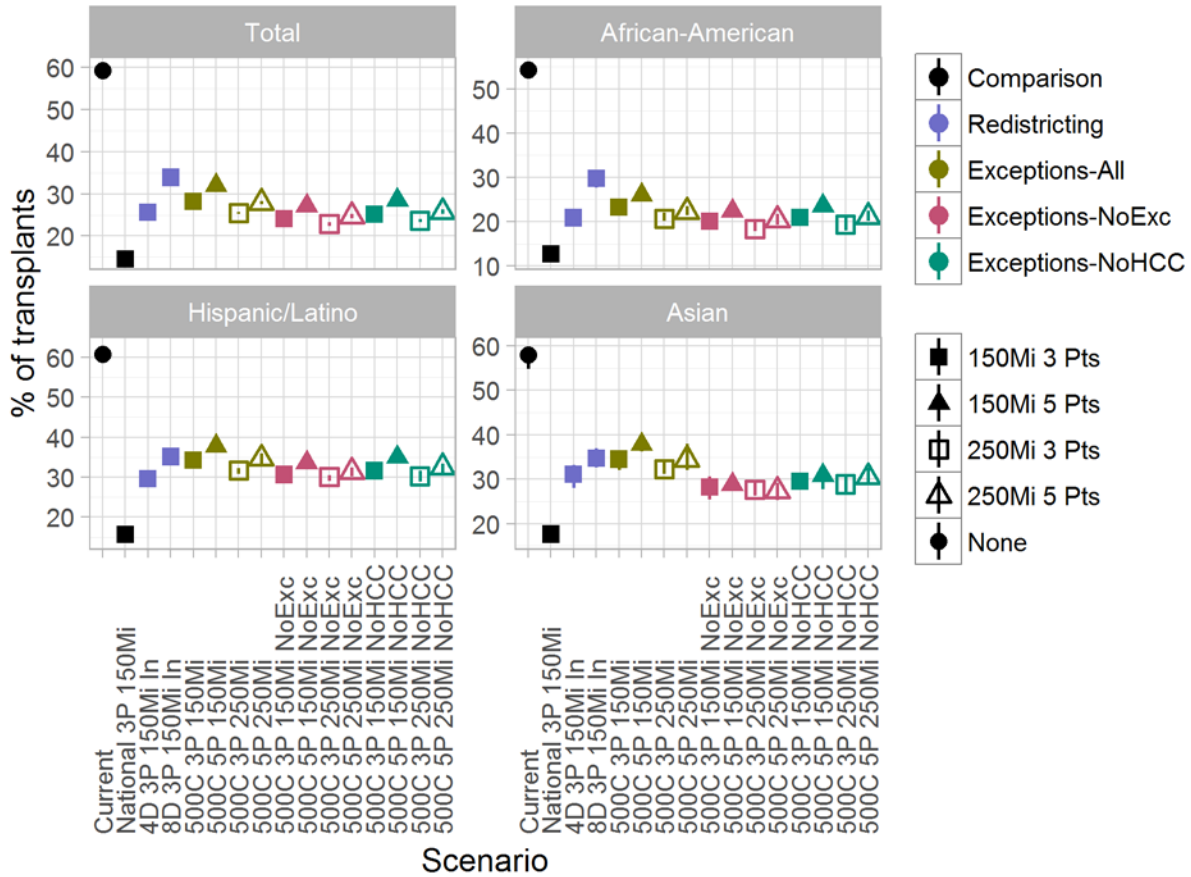 Total
African-American
60
50
40
30
20
50
40
30
20
10
Hispanic/Latino
Asian
60
50
40
30
20
60
50
40
30
20
% of transplants
Current
National 3P 150Mi
4D 3P 150Mi In
8D 3P 150Mi In
500C 3P 150Mi
500C 5P 150Mi
500C 3P 250Mi
500C 5P 250Mi
500C 3P 150Mi NoExc
500C 5P 150Mi NoExc
500C 3P 250Mi NoExc
500C 5P 250Mi NoExc
500C 3P 150Mi NoHCC
500C 5P 150Mi NoHCC
500C 3P 250Mi NoHCC
500C 5P 250Mi NoHCC
Current
National 3P 150Mi
4D 3P 150Mi In
8D 3P 150Mi In
500C 3P 150Mi
500C 5P 150Mi
500C 3P 250Mi
500C 5P 250Mi
500C 3P 150Mi NoExc
500C 5P 150Mi NoExc
500C 3P 250Mi NoExc
500C 5P 250Mi NoExc
500C 3P 150Mi NoHCC
500C 5P 150Mi NoHCC
500C 3P 250Mi NoHCC
500C 5P 250Mi NoHCC
Scenario
Comparison
Redistricting
Exceptions-All
Exceptions-NoExc
Exceptions-NoHCC
150Mi 3 Pts
150Mi 5 Pts
250Mi 3 Pts
250Mi 5 Pts
None